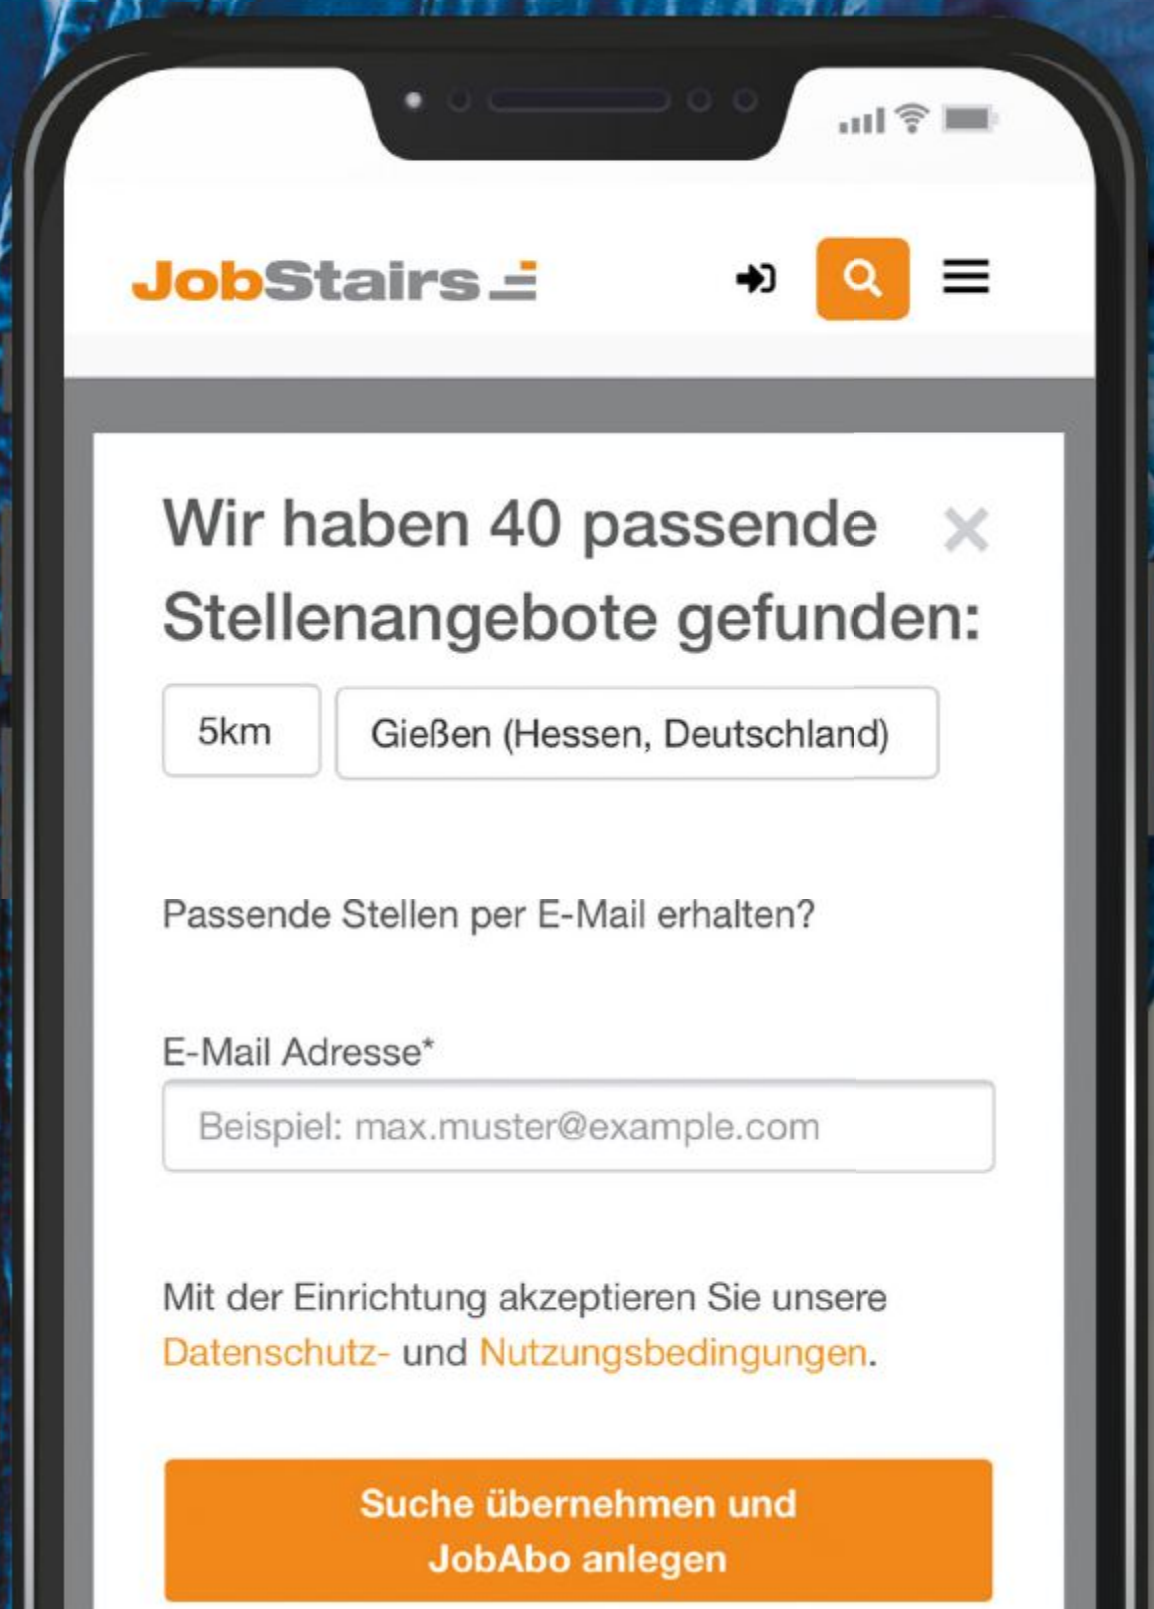 JobStairs
Wir haben 40 passende
Stellenangebote gefunden:
5km
Gießen (Hessen, Deutschland)
Passende Stellen per E-Mail erhalten?
E-Mail Adresse*
Beispiel: max.muster@example.com
Mit der Einrichtung akzeptieren Sie unsere
Datenschutz- und Nutzungsbedingungen.
Suche übernehmen und
JobAbo anlegen